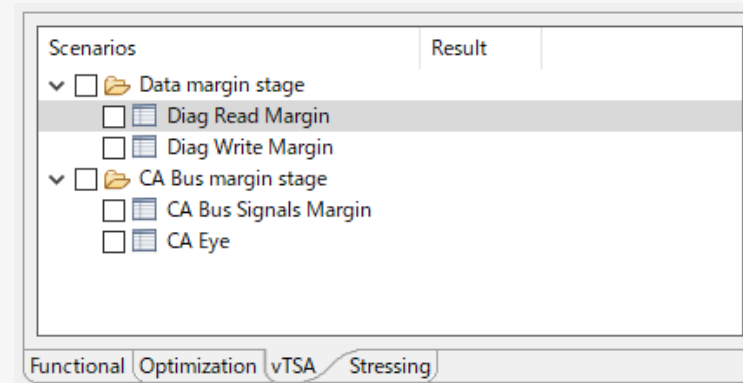 Scenarios Result
Data margin stage
Diag Read Margin
Diag Write Margin
CA Bus margin stage
CA Bus Signals Margin
CA Eye
Functional Optimization vTSA Stressing